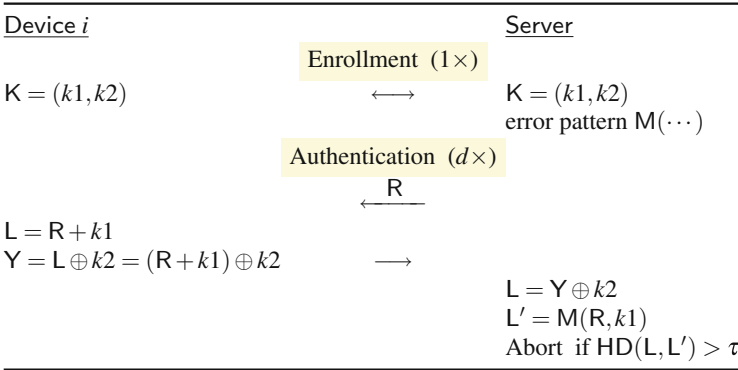 Device i Server
Enrollment (1×)
K = (k1,k2) ⟷ K = (k1,k2)
error pattern M(⋯)
Authentication (d×)
R
⟵
L = R + k1
Y = L ⊕ k2 = (R + k1) ⊕ k2 ⟶
L = Y ⊕ k2
L′ = M(R,k1)
Abort if HD(L,L′) > τ